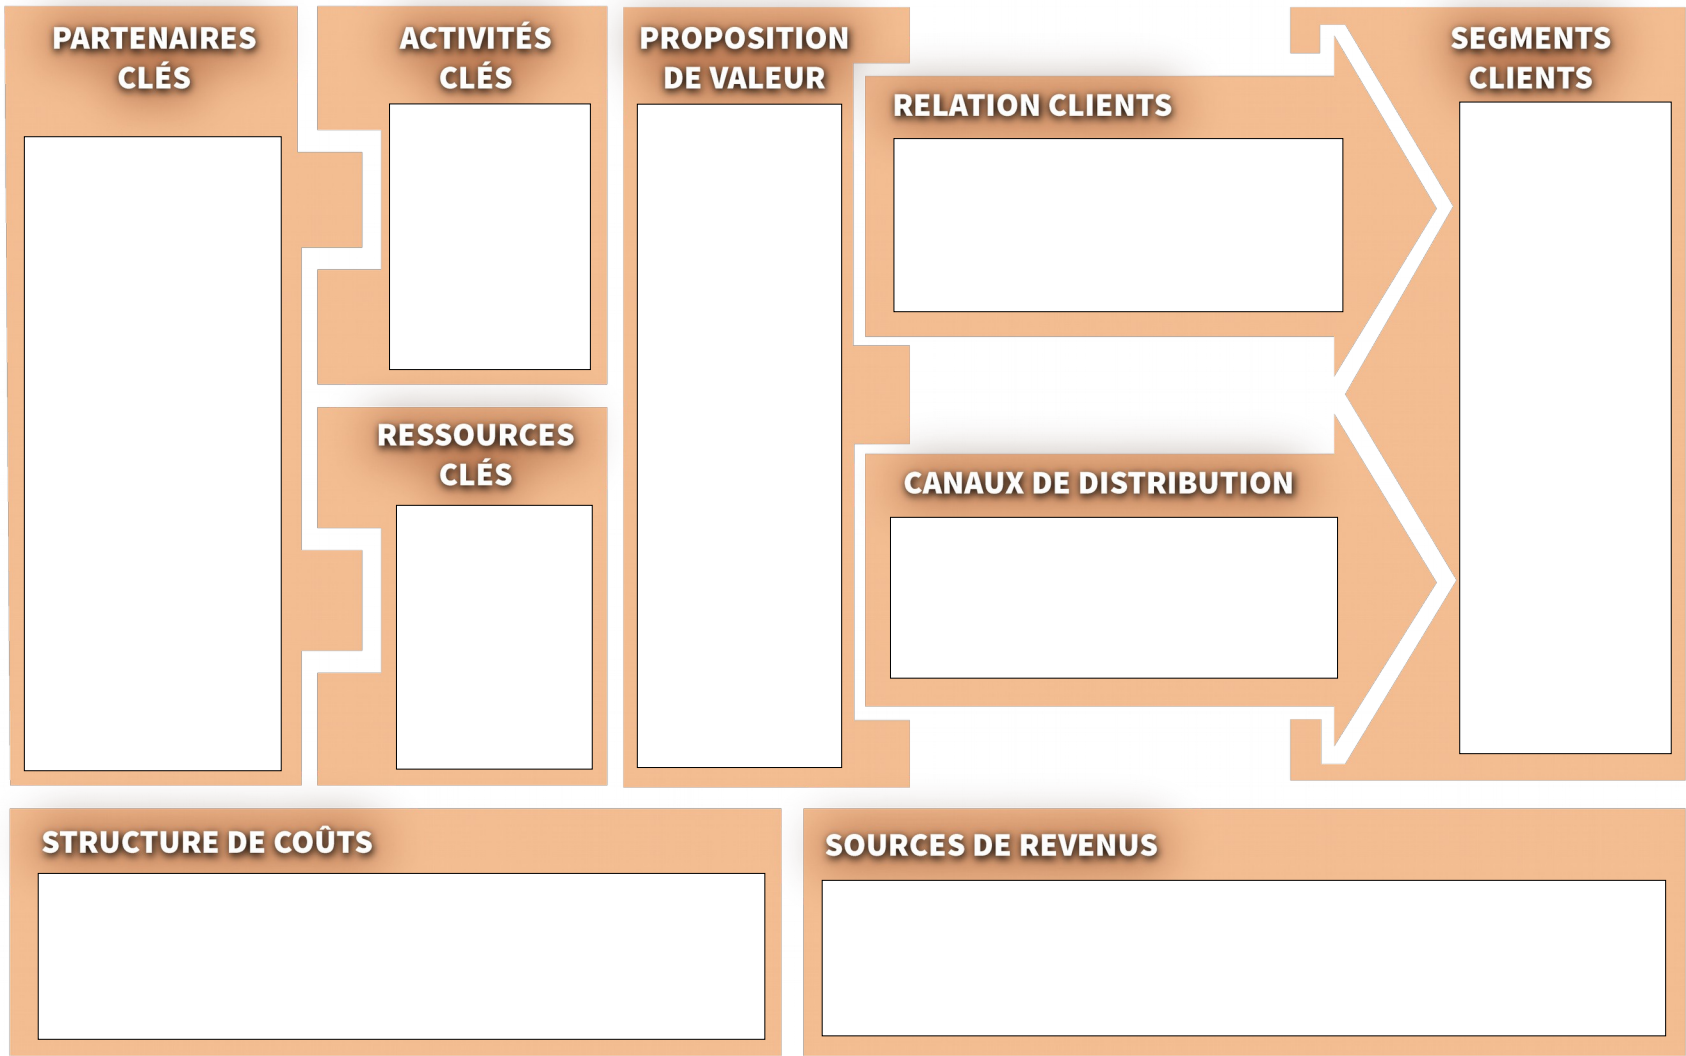 PARTENAIRES
CLÉS
ACTIVITÉS
CLÉS
RESSOURCES
CLÉS
PROPOSITION
DE VALEUR
RELATION CLIENTS
CANAUX DE DISTRIBUTION
SEGMENTS
CLIENTS
STRUCTURE DE COÛTS
SOURCES DE REVENUS